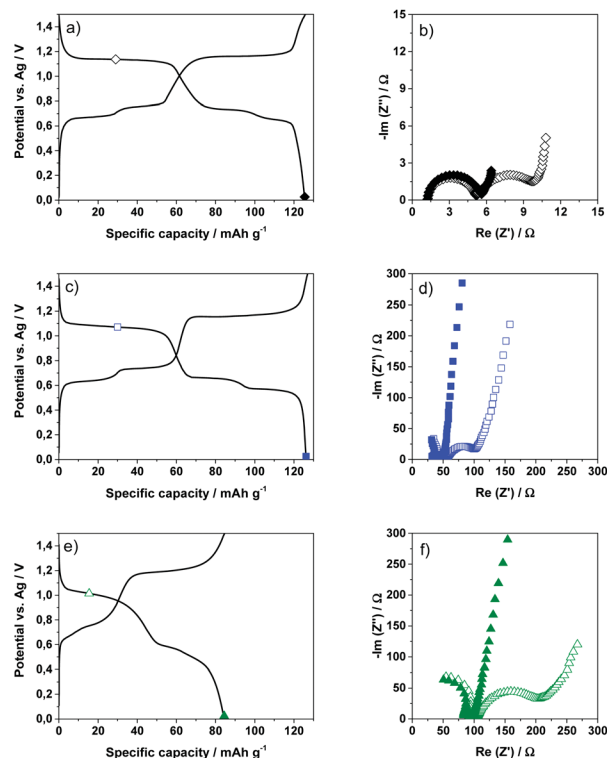 a)
Potential vs. Ag / V
1,4
1,2
1,0
0,8
0,6
0,4
0,2
0,0
0 20 40 60 80 100 120
Specific capacity / mAh g⁻¹
b)
-Im (Z'') / Ω
15
12
9
6
3
0
0 3 6 9 12 15
Re (Z') / Ω
c)
Potential vs. Ag / V
1,4
1,2
1,0
0,8
0,6
0,4
0,2
0,0
0 20 40 60 80 100 120
Specific capacity / mAh g⁻¹
d)
-Im (Z'') / Ω
300
250
200
150
100
50
0
0 50 100 150 200 250 300
Re (Z') / Ω
e)
Potential vs. Ag / V
1,4
1,2
1,0
0,8
0,6
0,4
0,2
0,0
0 20 40 60 80 100 120
Specific capacity / mAh g⁻¹
f)
-Im (Z'') / Ω
300
250
200
150
100
50
0
0 50 100 150 200 250 300
Re (Z') / Ω